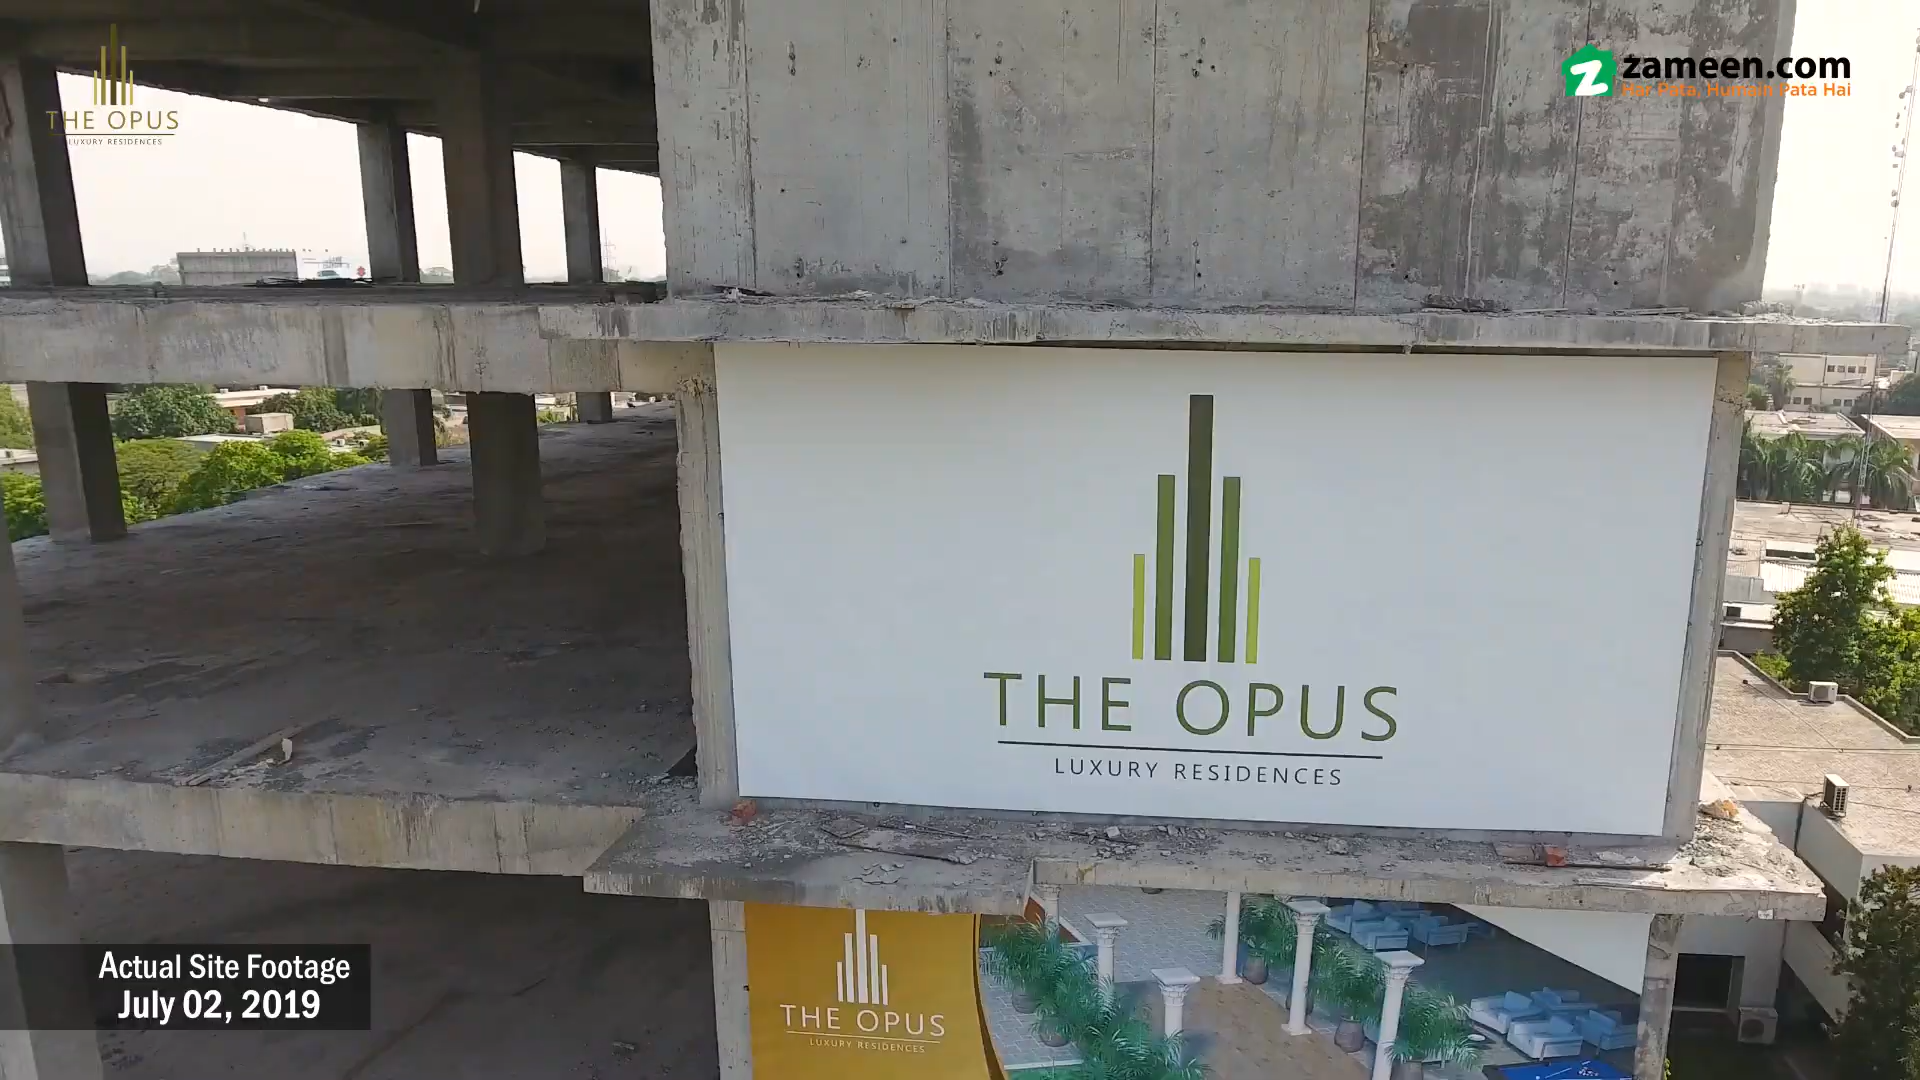 THE OPUS
LUXURY RESIDENCES
zameen.com
Har Pata, Humein Pata Hai
THE OPUS
LUXURY RESIDENCES
THE OPUS
LUXURY RESIDENCES
Actual Site Footage
July 02, 2019